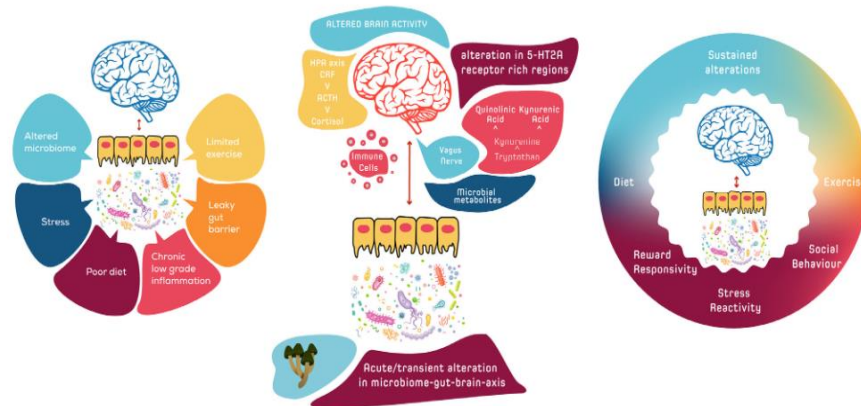 Altered
microbiome
Limited
exercise
Stress
Leaky
gut
barrier
Poor diet
Chronic
low grade
inflammation
ALTERED BRAIN ACTIVITY
HPA axis
CRF
V
ACTH
V
Cortisol
alteration in 5-HT2A
receptor rich regions
Quinolinic Kynurenic
Acid Acid
^ ^
Kynurenine
^
Tryptnthan
Immune
Cells
Vagus
Nerve
Microbial
metabolites
Acute/transient alteration
in microbiome-gut-brain-axis
Sustained
alterations
Diet
Exercise
Reward
Responsivity
Social
Behaviour
Stress
Reactivity